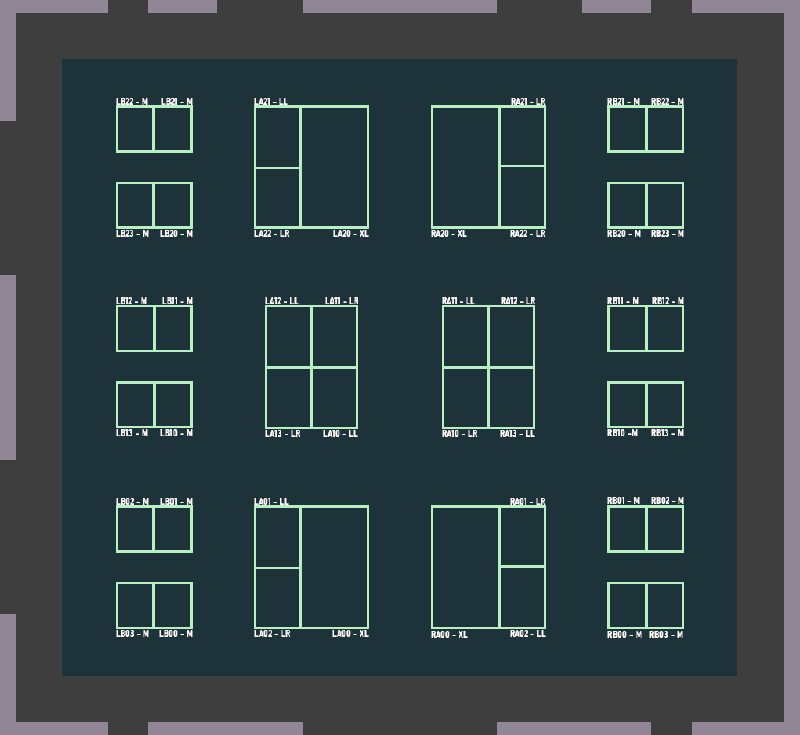 LB22 - M LB21 - M LA21 - LL RA21 - LR RB21 - M RB22 - M
LB23 - M LB20 - M LA22 - LR LA20 - XL RA20 - XL RA22 - LR RB20 - M RB23 - M
LB12 - M LB11 - M LA12 - LL LA11 - LR RA11 - LL RA12 - LR RB11 - M RB12 - M
LB13 - M LB10 - M LA13 - LR LA10 - LL RA10 - LR RA13 - LL RB10 -M RB13 - M
LB02 - M LB01 - M LA01 - LL RA01 - LR RB01 - M RB02 - M
LB03 - M LB00 - M LA02 - LR LA00 - XL RA00 - XL RA02 - LL RB00 - M RB03 - M